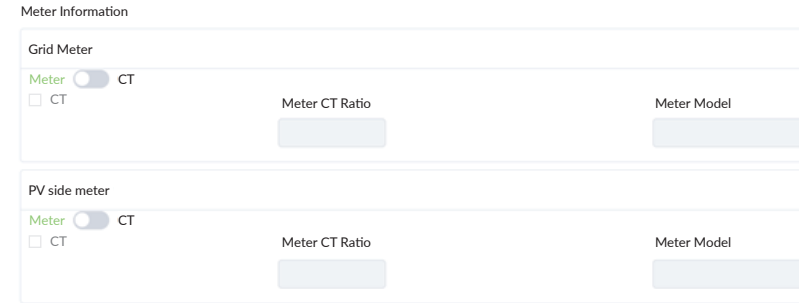 Meter Information
Grid Meter
Meter CT
CT
Meter CT Ratio
Meter Model
PV side meter
Meter CT
CT
Meter CT Ratio
Meter Model